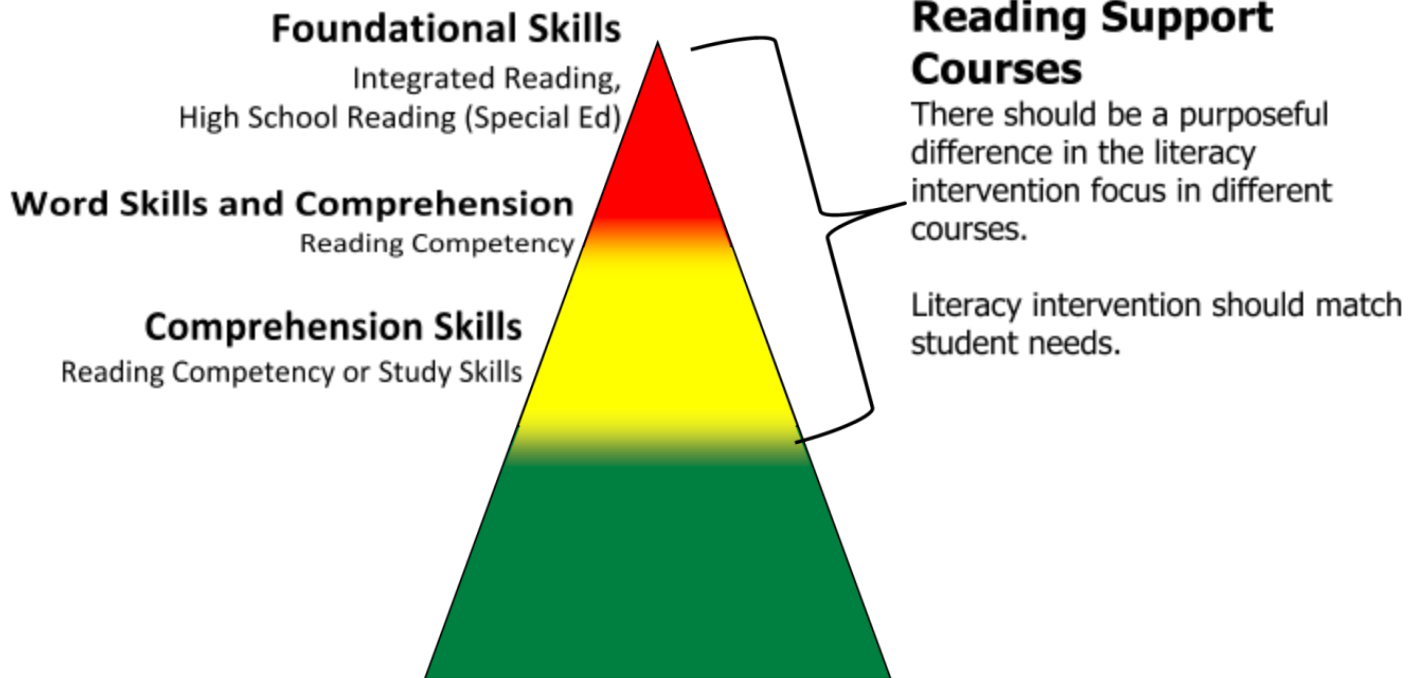 Foundational Skills
Integrated Reading,
High School Reading (Special Ed)
Word Skills and Comprehension
Reading Competency
Comprehension Skills
Reading Competency or Study Skills
Reading Support
Courses
There should be a purposeful
difference in the literacy
intervention focus in different
courses.
Literacy intervention should match
student needs.